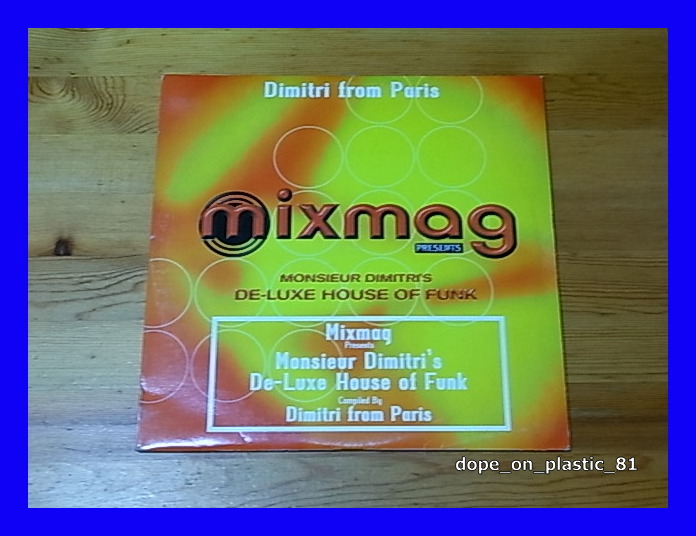 Dimitri from Paris
mixmag
PRESENTS
MONSIEUR DIMITRI'S
DE-LUXE HOUSE OF FUNK
Mixmag
Presents
Monsieur Dimitri's
De-Luxe House of Funk
Compiled By
Dimitri from Paris
dope_on_plastic_81